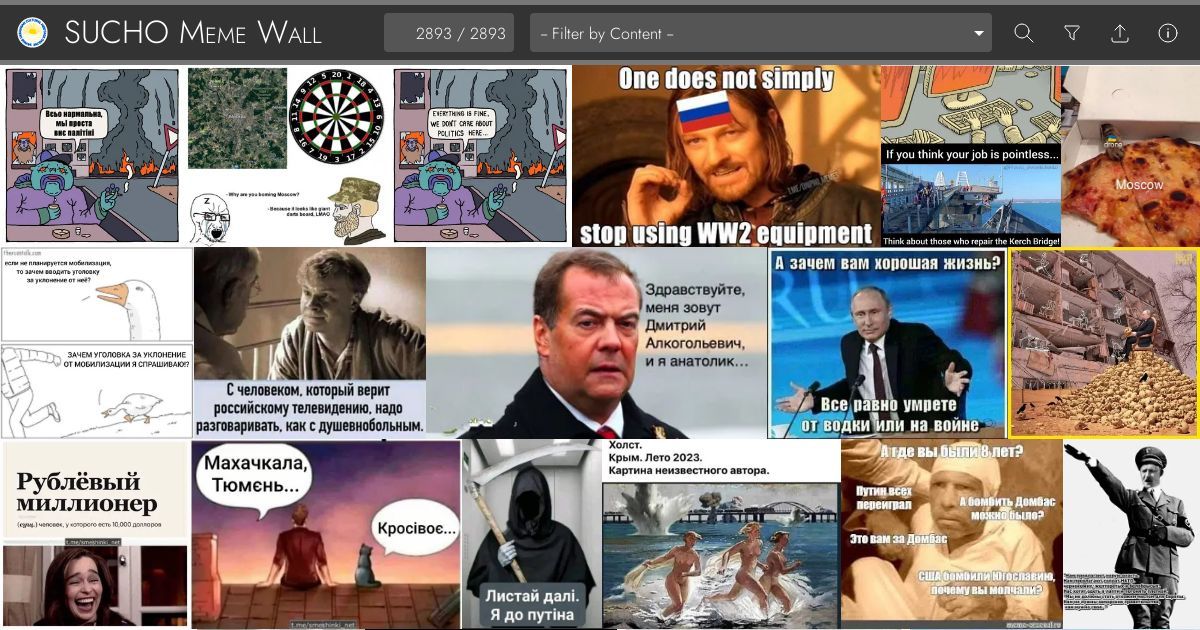 SUCHO MEME WALL
2893 / 2893
– Filter by Content –
Всьо нармальна,
мы проста
вне палітікі
- Why are you boming Moscow?
- Because it looks like giant
darts board, LMAO
Z
EVERYTHING IS FINE,
WE DON'T CARE ABOUT
POLITICS HERE...
One does not simply
stop using WW2 equipment
If you think your job is pointless...
Think about those who repair the Kerch Bridge!
drone
Moscow
если не планируется мобилизация,
то зачем вводить уголовку
за уклонение от неё?
ЗАЧЕМ УГОЛОВКА ЗА УКЛОНЕНИЕ
ОТ МОБИЛИЗАЦИИ Я СПРАШИВАЮ!?
С человеком, который верит
российскому телевидению, надо
разговаривать, как с душевнобольным.
Здравствуйте,
меня зовут
Дмитрий
Алкогольевич,
и я анатолик...
А зачем вам хорошая жизнь?
Все равно умрете
от водки или на войне
Рублёвый
миллионер
(сущ.) человек, у которого есть 10,000 долларов
t.me/smeshinki_net
Махачкала,
Тюмєнь...
Кросівоє...
t.me/smeshinki_net
Листай далі.
Я до путіна
Холст.
Крым. Лето 2023.
Картина неизвестного автора.
А где вы были 8 лет?
Путин всех
переиграл
А бомбить Домбас
можно было?
Это вам за Домбас
США бомбили Югославию,
почему вы молчали?